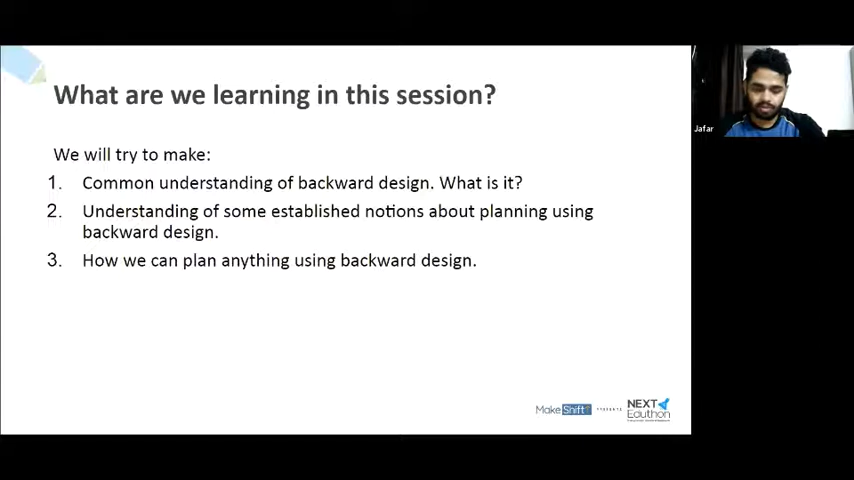 What are we learning in this session?
Jafar
We will try to make:
1. Common understanding of backward design. What is it?
2. Understanding of some established notions about planning using
backward design.
3. How we can plan anything using backward design.
MakeShift
NEXT
Eduthon